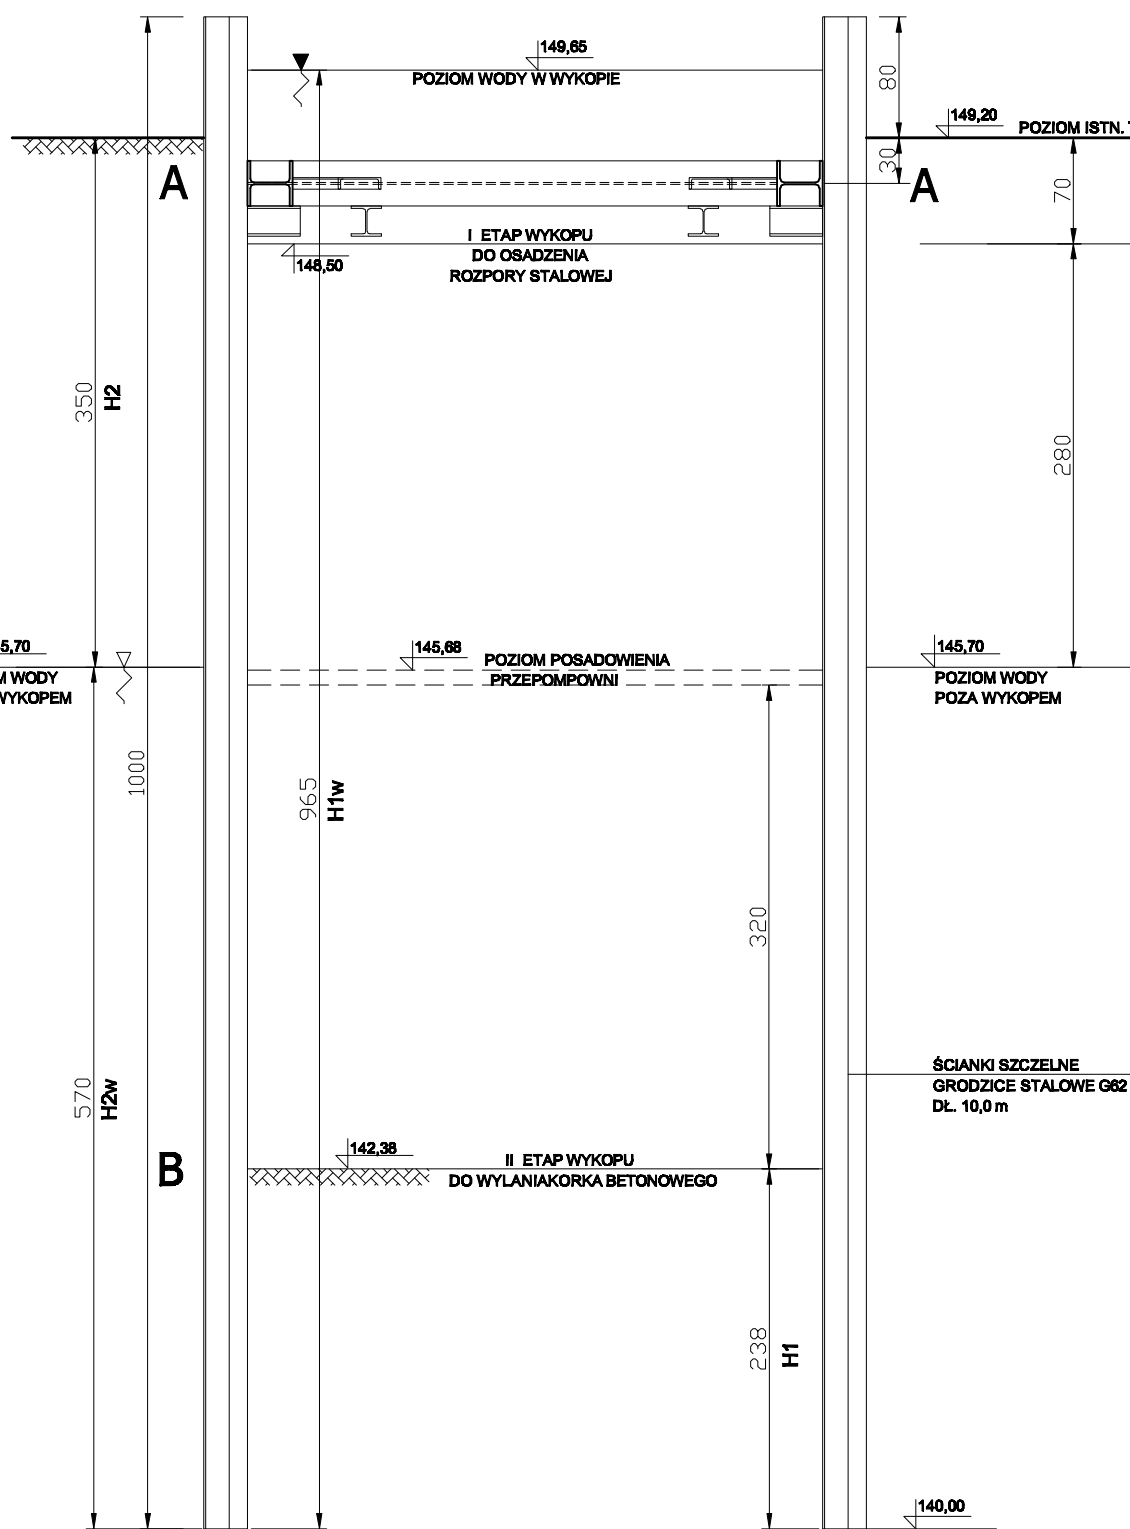 149,65
POZIOM WODY W WYKOPIE
80
149,20
POZIOM ISTN.
A
30
A
70
I ETAP WYKOPU
DO OSADZENIA
ROZPORY STALOWEJ
148,50
350
H2
280
5,70
145,68
POZIOM POSADOWIENIA
PRZEPOMPOWNI
145,70
M WODY
WYKOPEM
POZIOM WODY
POZA WYKOPEM
1000
965
H1w
320
ŚCIANKI SZCZELNE
GRODZICE STALOWE G62
DŁ. 10,0 m
570
H2w
B
142,38
II ETAP WYKOPU
DO WYLANIAKORKA BETONOWEGO
238
H1
140,00